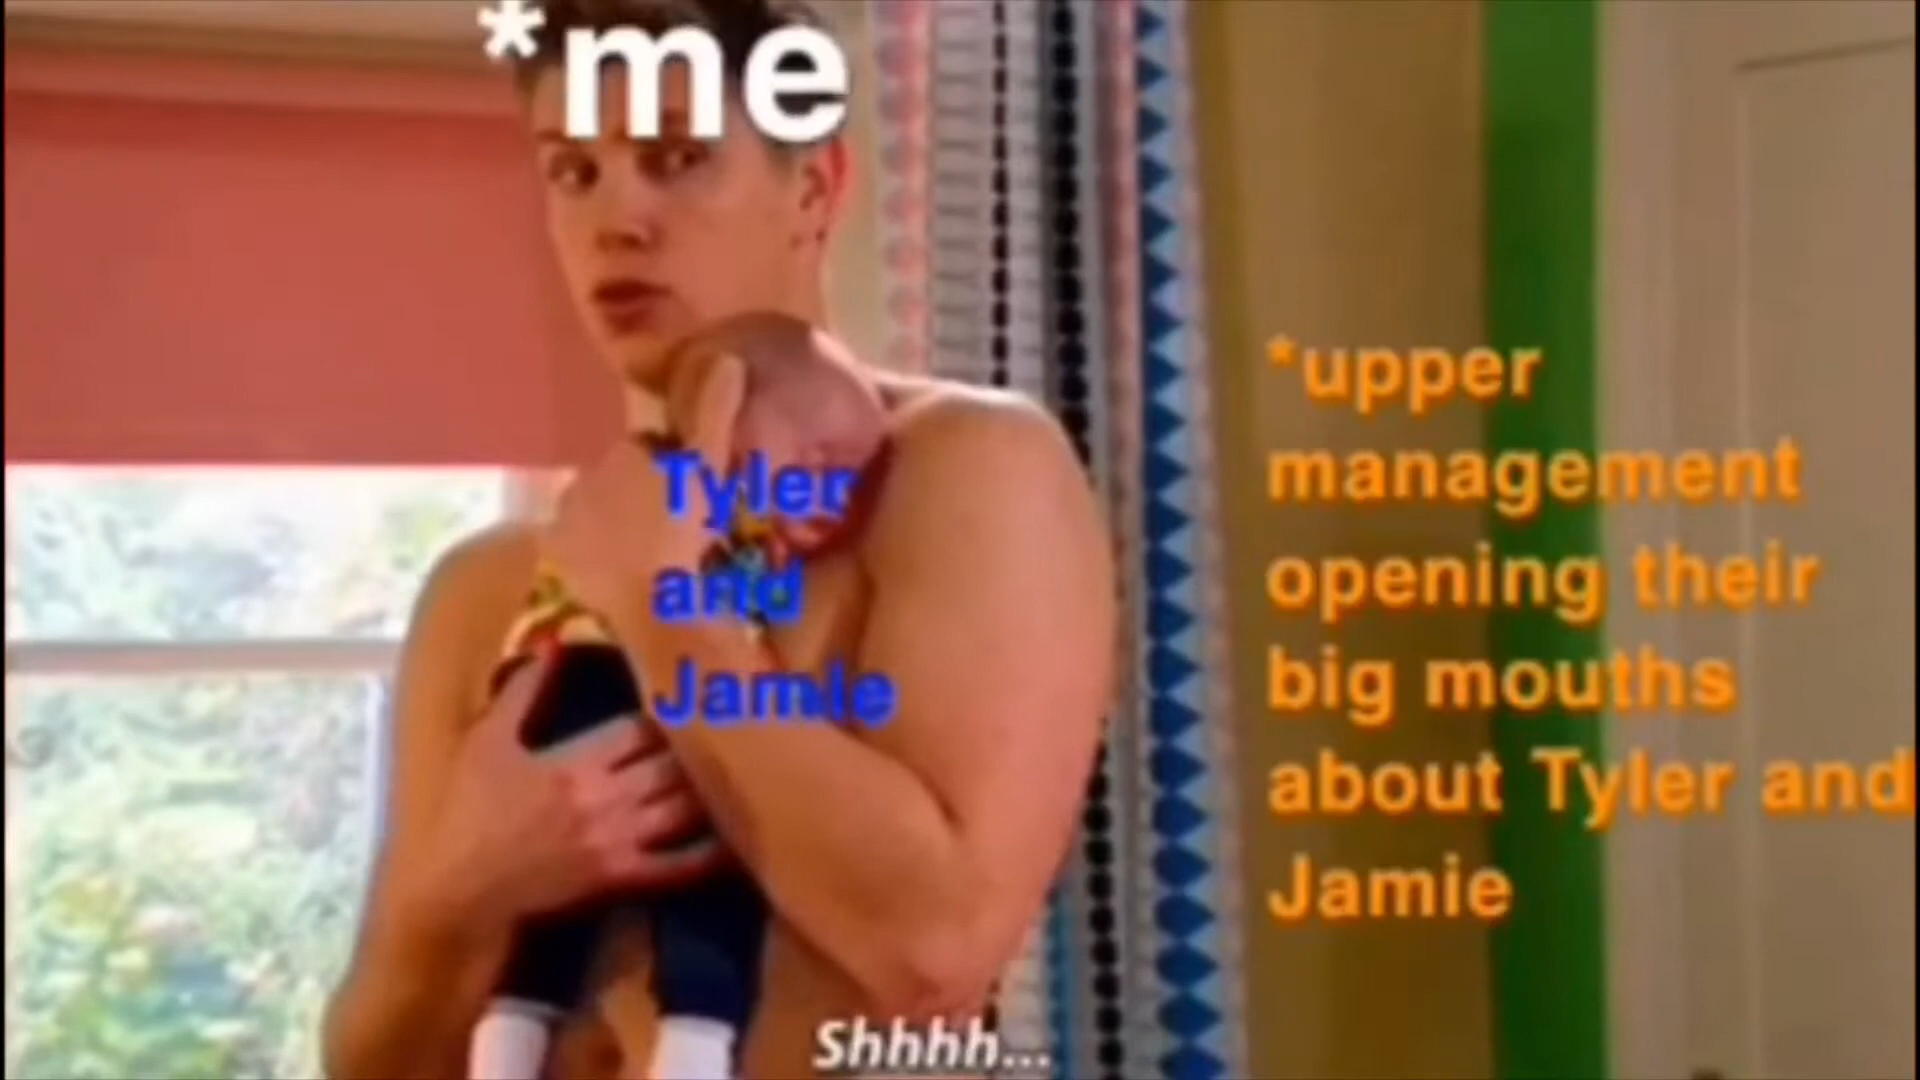 *me
Tyler
and
Jamie
*upper
management
opening their
big mouths
about Tyler and
Jamie
Shhhh...